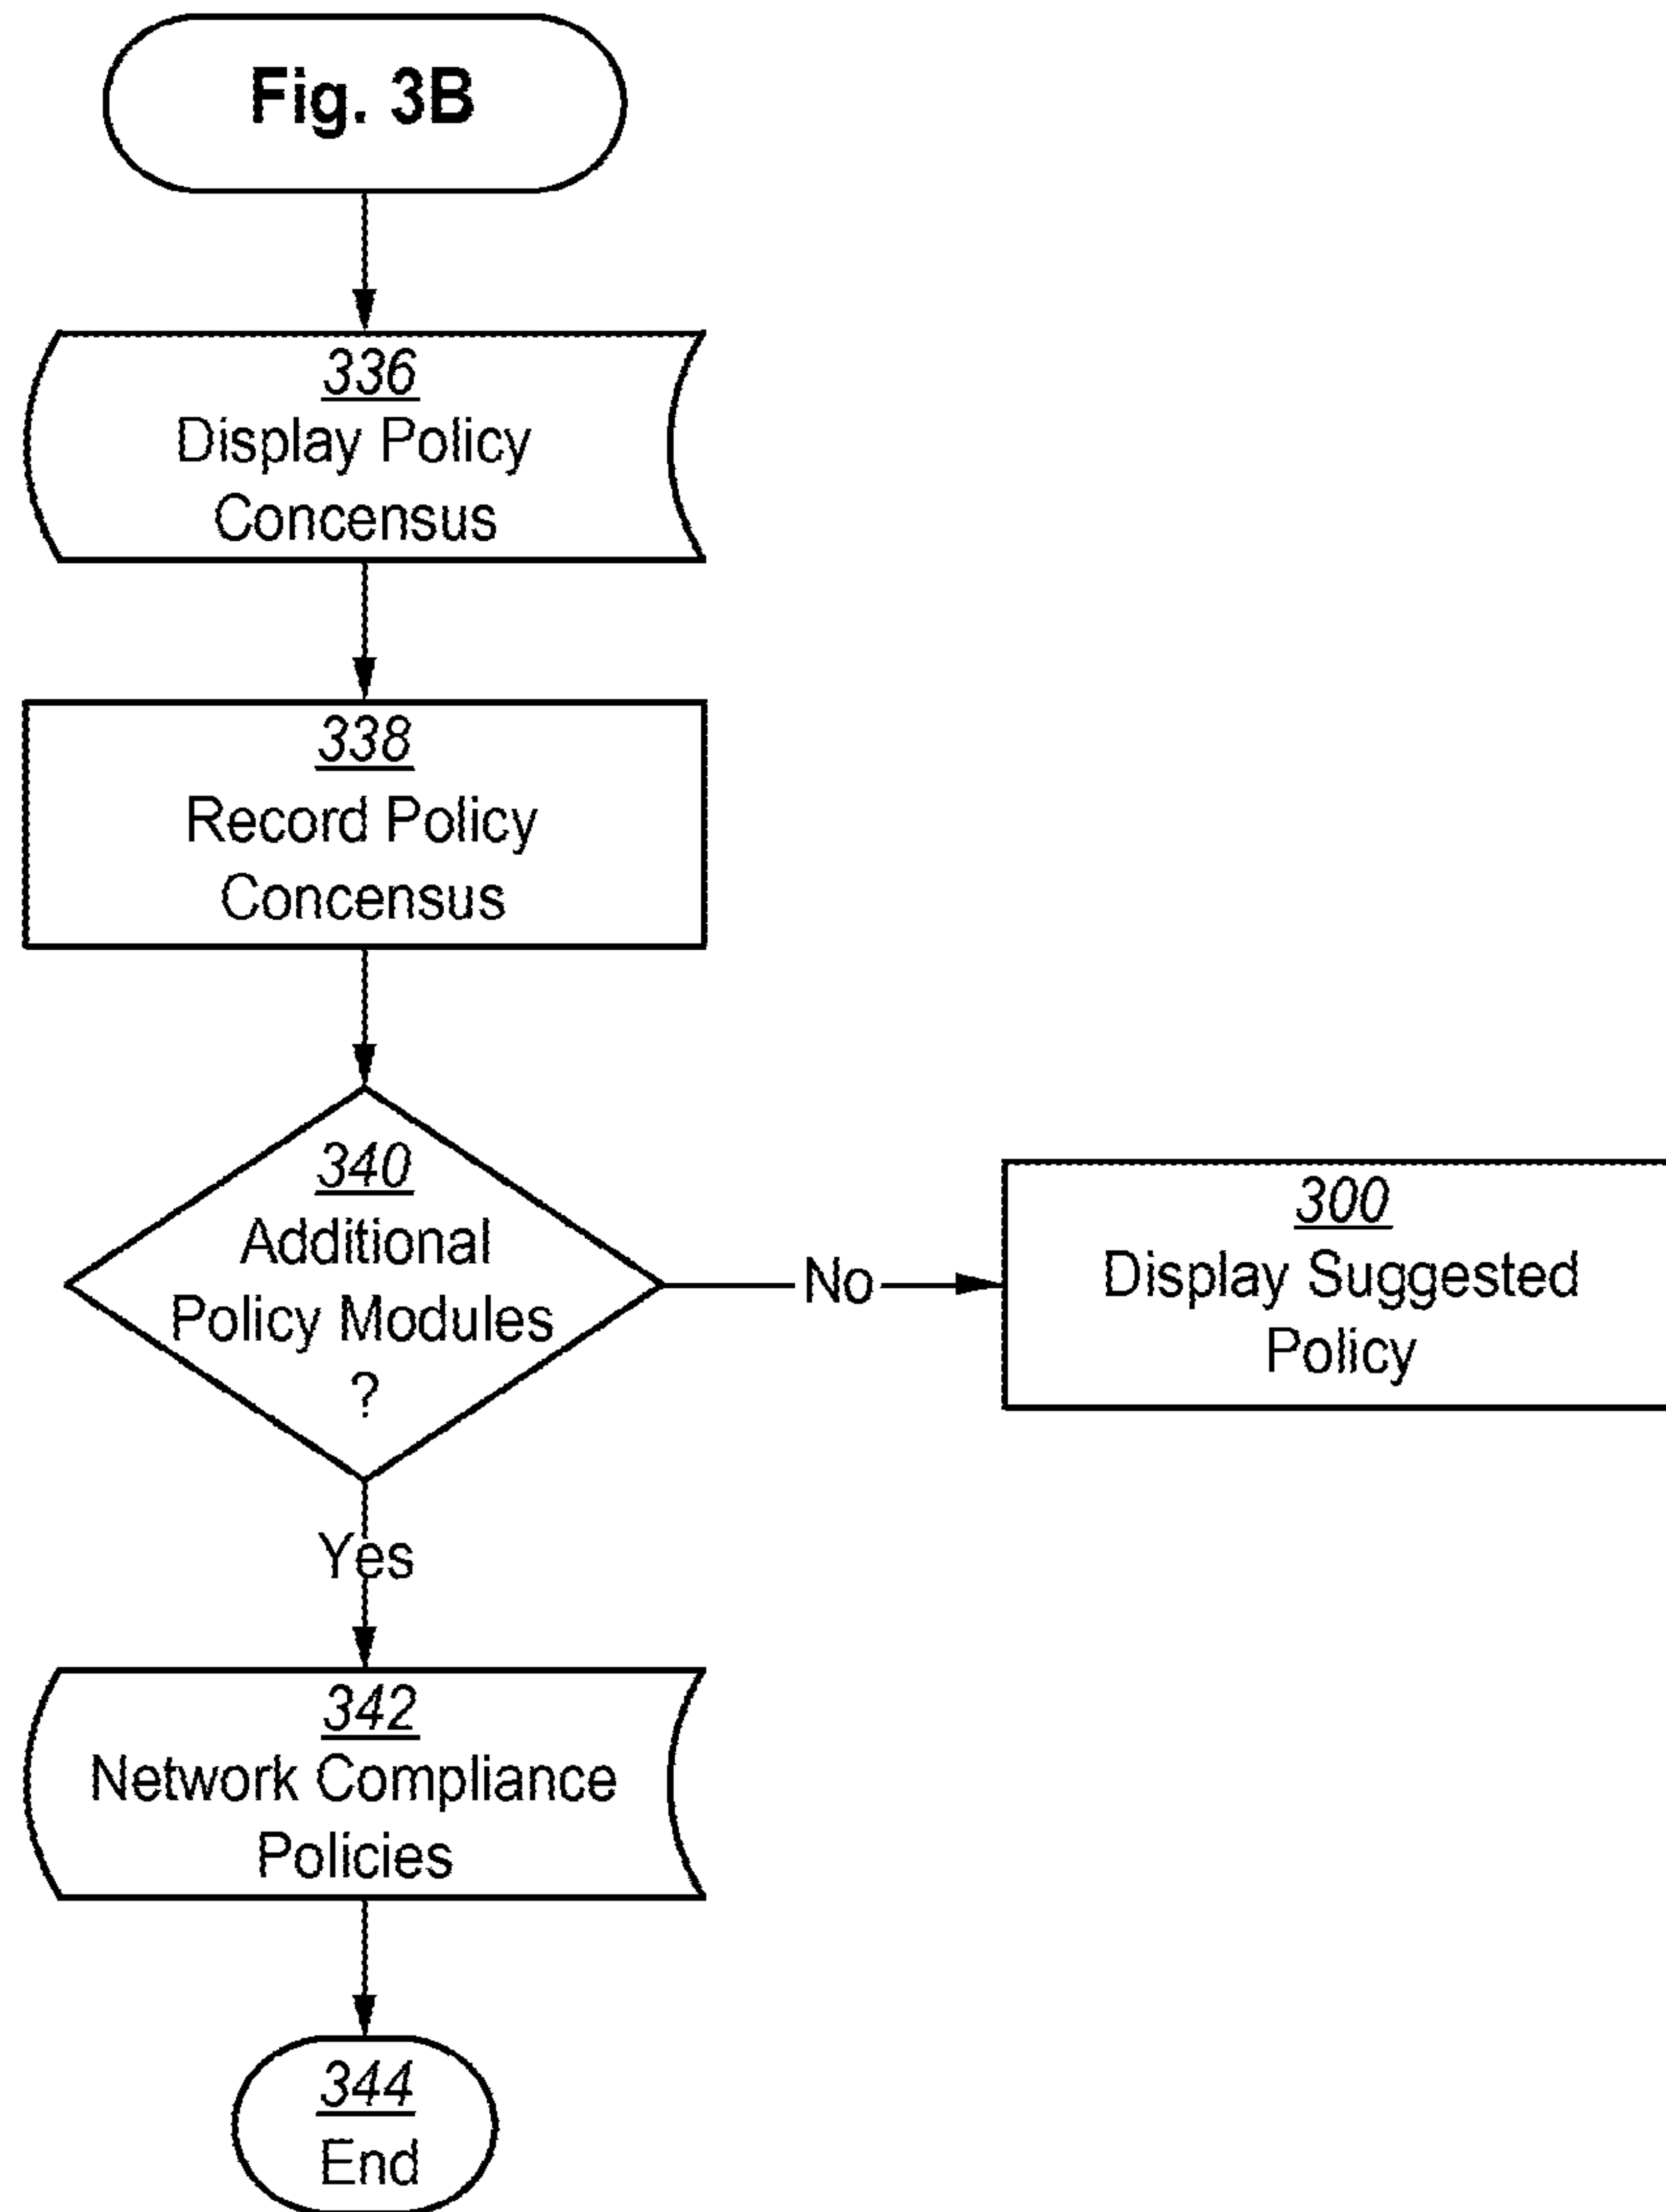 Fig. 3B
336
Display Policy
Concensus
338
Record Policy
Concensus
340
Additional
Policy Modules
?
No
300
Display Suggested
Policy
Yes
342
Network Compliance
Policies
344
End